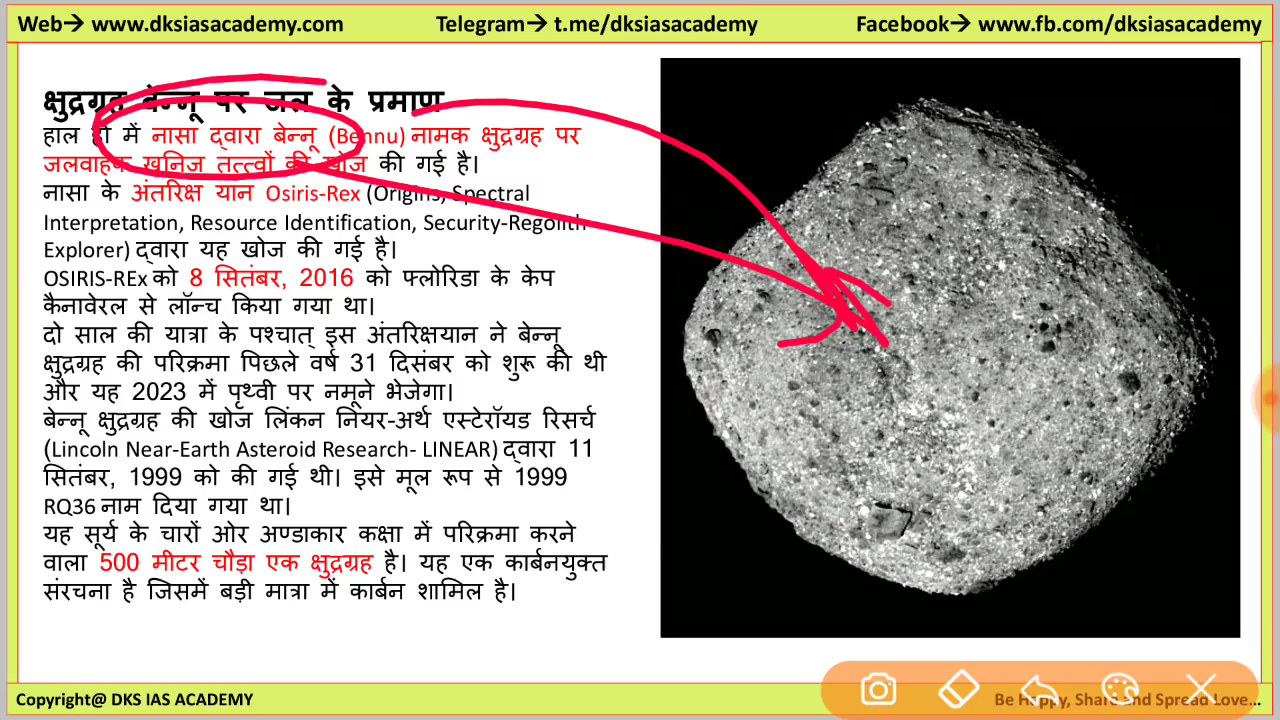 Web→ www.dksiasacademy.com Telegram→ t.me/dksiasacademy Facebook→ www.fb.com/dksiasacademy
क्षुद्रग्रह बेन्नू पर जल के प्रमाण
हाल ही में नासा द्वारा बेन्नू (Bennu) नामक क्षुद्रग्रह पर
जलवाहक खनिज तत्त्वों की खोज की गई है।
नासा के अंतरिक्ष यान Osiris-Rex (Origins, Spectral
Interpretation, Resource Identification, Security-Regolith
Explorer) द्वारा यह खोज की गई है।
OSIRIS-REx को 8 सितंबर, 2016 को फ्लोरिडा के केप
कैनावेरल से लॉन्च किया गया था।
दो साल की यात्रा के पश्चात् इस अंतरिक्षयान ने बेन्नू
क्षुद्रग्रह की परिक्रमा पिछले वर्ष 31 दिसंबर को शुरू की थी
और यह 2023 में पृथ्वी पर नमूने भेजेगा।
बेन्नू क्षुद्रग्रह की खोज लिंकन नियर-अर्थ एस्टेरॉयड रिसर्च
(Lincoln Near-Earth Asteroid Research- LINEAR) द्वारा 11
सितंबर, 1999 को की गई थी। इसे मूल रूप से 1999
RQ36 नाम दिया गया था।
यह सूर्य के चारों ओर अण्डाकार कक्षा में परिक्रमा करने
वाला 500 मीटर चौड़ा एक क्षुद्रग्रह है। यह एक कार्बनयुक्त
संरचना है जिसमें बड़ी मात्रा में कार्बन शामिल है।
Copyright@ DKS IAS ACADEMY Be Happy, Share and Spread Love...